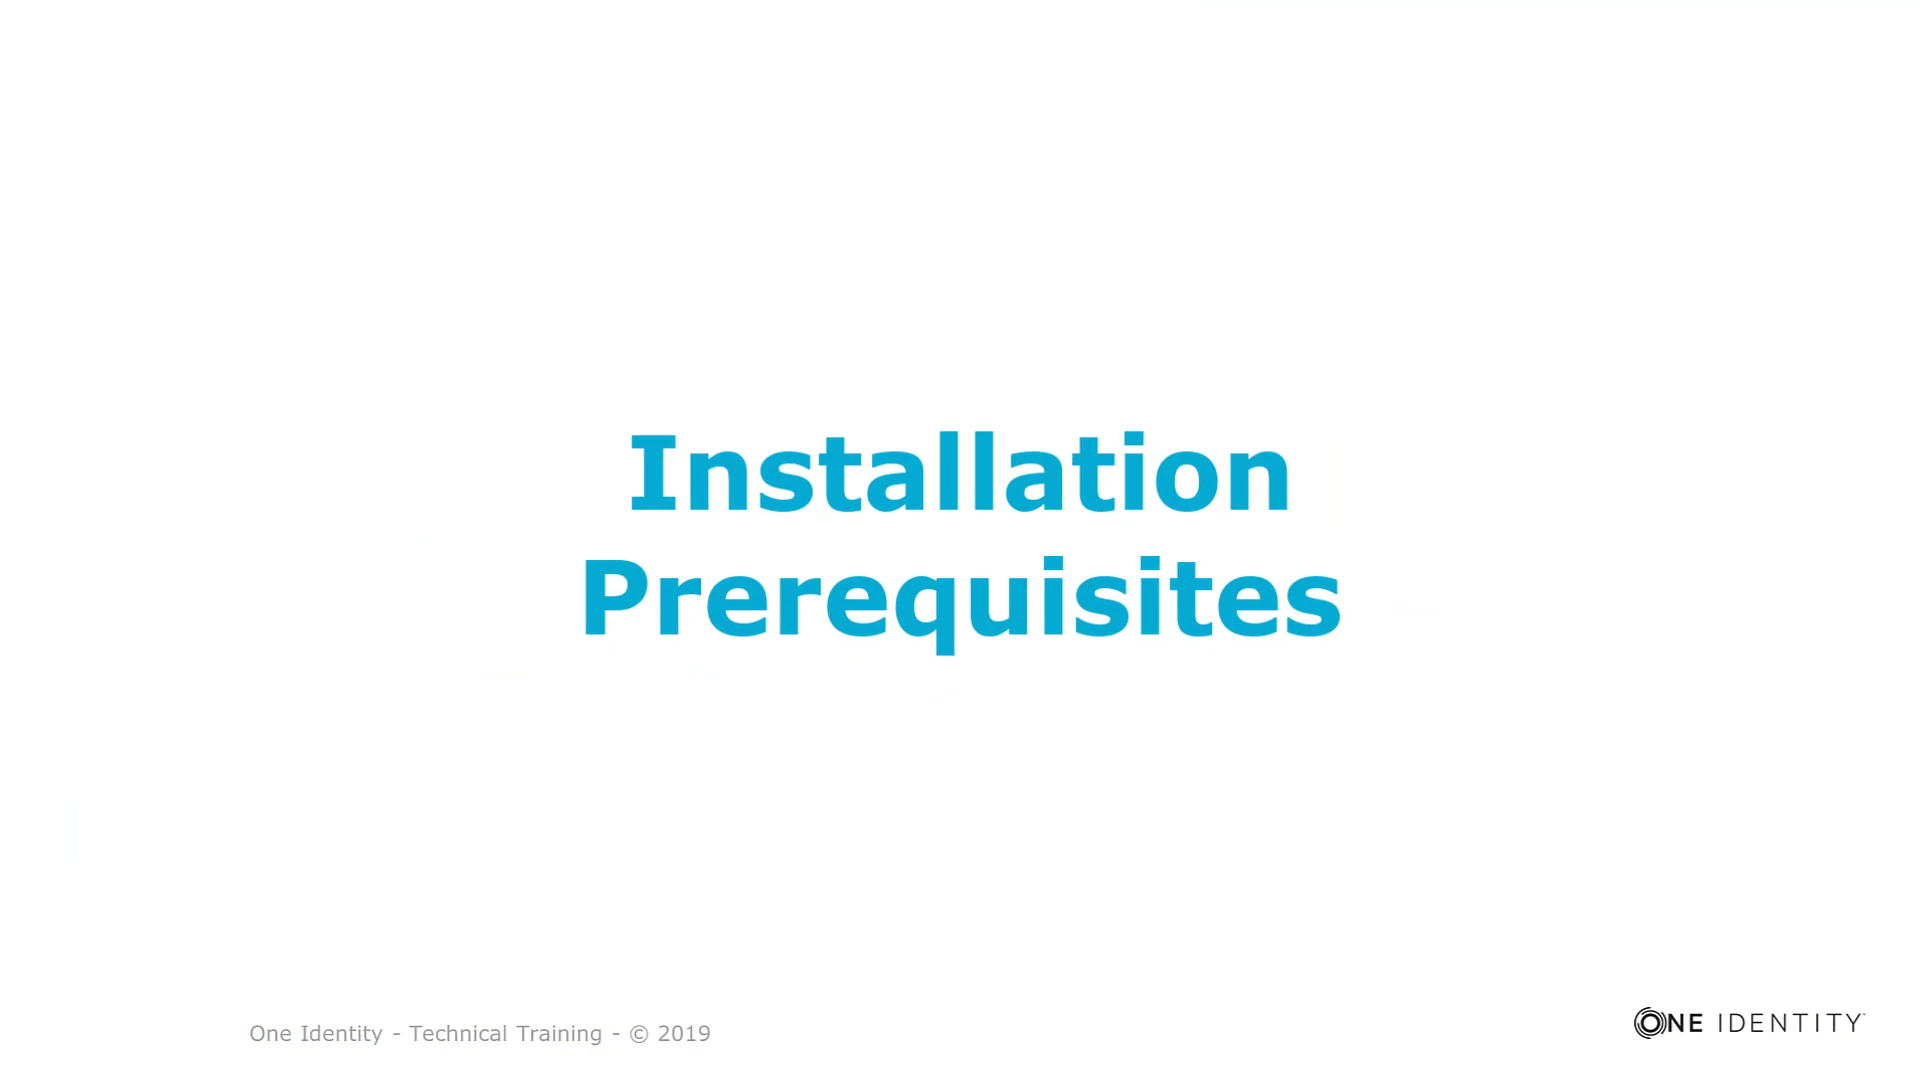 Installation
Prerequisites
One Identity - Technical Training - © 2019
ONE IDENTITY